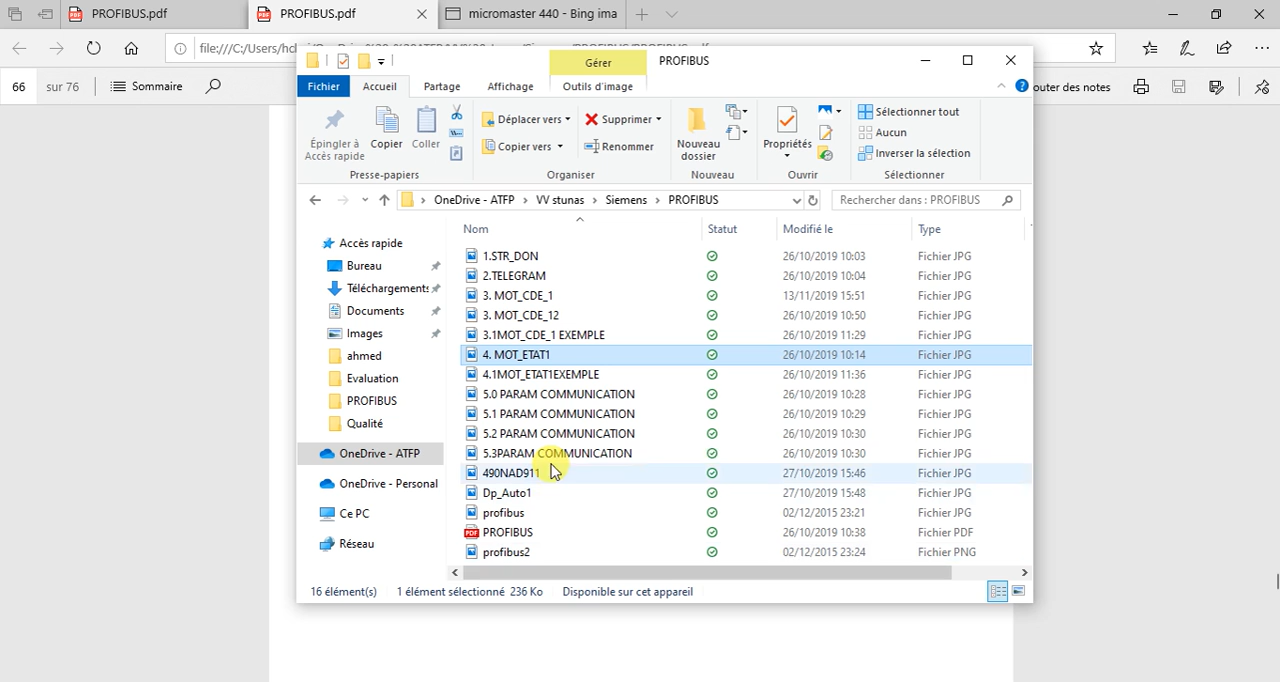 PROFIBUS.pdf
PROFIBUS.pdf
micromaster 440 - Bing ima
66 sur 76 Sommaire
outer des notes
Gérer PROFIBUS
Fichier Accueil Partage Affichage Outils d'image
Épingler à Accès rapide
Copier
Coller
Presse-papiers
Déplacer vers
Copier vers
Supprimer
Renommer
Organiser
Nouveau dossier
Nouveau
Propriétés
Ouvrir
Sélectionner tout
Aucun
Inverser la sélection
Sélectionner
OneDrive - ATFP > VV stunas > Siemens > PROFIBUS
Rechercher dans : PROFIBUS
Accès rapide
Bureau
Téléchargements
Documents
Images
ahmed
Evaluation
PROFIBUS
Qualité
OneDrive - ATFP
OneDrive - Personal
Ce PC
Réseau
Nom Statut Modifié le Type
1.STR_DON 26/10/2019 10:03 Fichier JPG
2.TELEGRAM 26/10/2019 10:04 Fichier JPG
3. MOT_CDE_1 13/11/2019 15:51 Fichier JPG
3. MOT_CDE_12 26/10/2019 10:50 Fichier JPG
3.1MOT_CDE_1 EXEMPLE 26/10/2019 11:29 Fichier JPG
4. MOT_ETAT1 26/10/2019 10:14 Fichier JPG
4.1MOT_ETAT1EXEMPLE 26/10/2019 11:36 Fichier JPG
5.0 PARAM COMMUNICATION 26/10/2019 10:28 Fichier JPG
5.1 PARAM COMMUNICATION 26/10/2019 10:29 Fichier JPG
5.2 PARAM COMMUNICATION 26/10/2019 10:30 Fichier JPG
5.3PARAM COMMUNICATION 26/10/2019 10:30 Fichier JPG
490NAD911 27/10/2019 15:46 Fichier JPG
Dp_Auto1 27/10/2019 15:48 Fichier JPG
profibus 02/12/2015 23:21 Fichier JPG
PROFIBUS 26/10/2019 10:38 Fichier PDF
profibus2 02/12/2015 23:24 Fichier PNG
16 élément(s) 1 élément sélectionné 236 Ko Disponible sur cet appareil